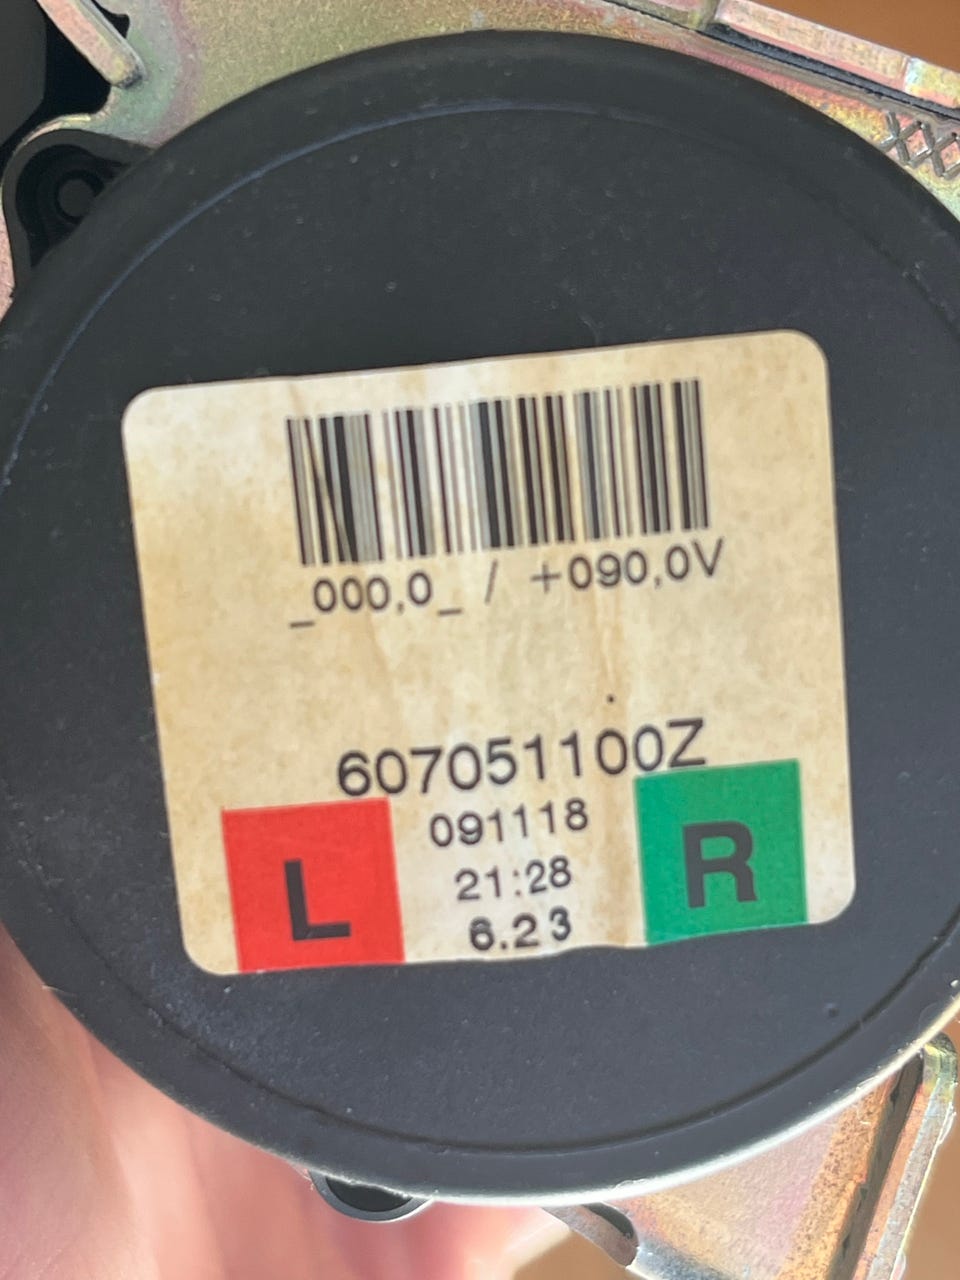 _000,0_ / +090,0V
607051100Z
091118
21:28
6.23
L
R